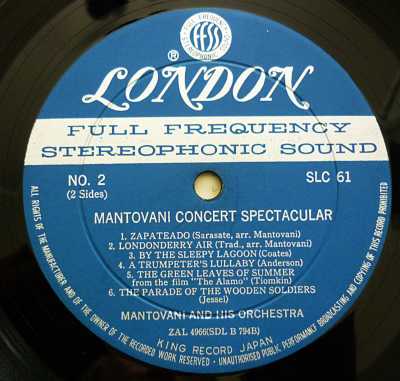 FULL FREQUENCY STEREOPHONIC SOUND
FFSS
®
LONDON
FULL FREQUENCY
STEREOPHONIC SOUND
NO. 2
(2 Sides)
SLC 61
MANTOVANI CONCERT SPECTACULAR
1. ZAPATEADO (Sarasate, arr. Mantovani)
2. LONDONDERRY AIR (Trad., arr. Mantovani)
3. BY THE SLEEPY LAGOON (Coates)
4. A TRUMPETER'S LULLABY (Anderson)
5. THE GREEN LEAVES OF SUMMER
from the film "The Alamo" (Tiomkin)
6. THE PARADE OF THE WOODEN SOLDIERS
(Jessel)
MANTOVANI AND HIS ORCHESTRA
ZAL 4966(SDL B 794B)
KING RECORD JAPAN
ALL RIGHTS OF THE MANUFACTURER AND OF THE OWNER OF THE RECORDED WORK RESERVED · UNAUTHORISED PUBLIC PERFORMANCE BROADCASTING AND COPYING OF THIS RECORD PROHIBITED